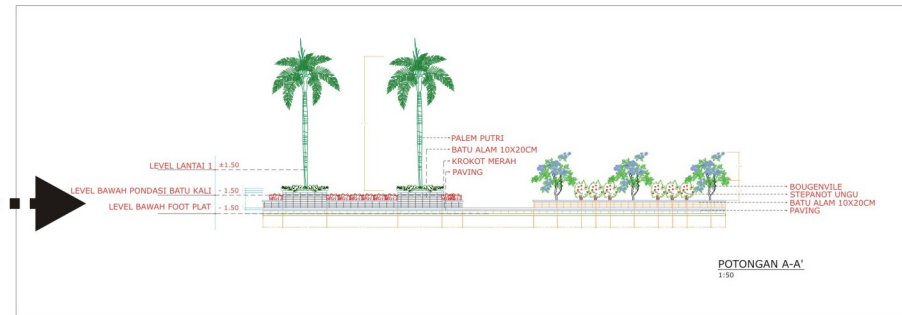 PALEM PUTRI
BATU ALAM 10X20CM
LEVEL LANTAI 1 ±1.50
KROKOT MERAH
PAVING
LEVEL BAWAH PONDASI BATU KALI - 1.50
BOUGENVILE
STEPANOT UNGU
LEVEL BAWAH FOOT PLAT - 1.50
BATU ALAM 10X20CM
PAVING
POTONGAN A-A'
1:50